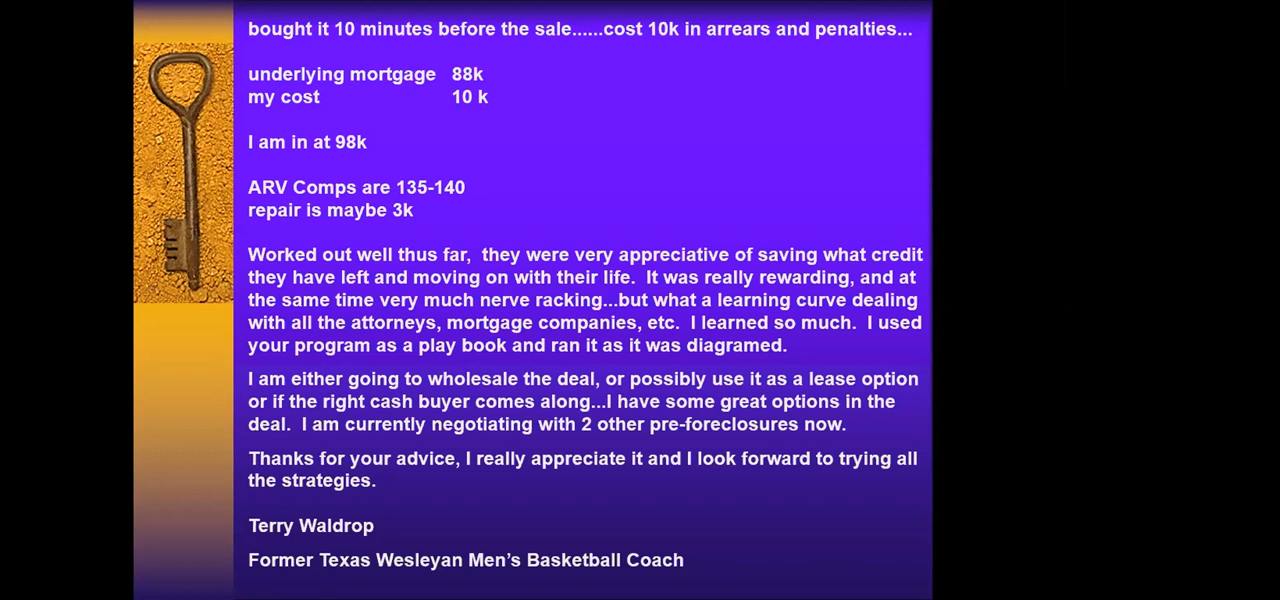 bought it 10 minutes before the sale......cost 10k in arrears and penalties...
underlying mortgage 88k
my cost 10 k
I am in at 98k
ARV Comps are 135-140
repair is maybe 3k
Worked out well thus far, they were very appreciative of saving what credit
they have left and moving on with their life. It was really rewarding, and at
the same time very much nerve racking...but what a learning curve dealing
with all the attorneys, mortgage companies, etc. I learned so much. I used
your program as a play book and ran it as it was diagramed.
I am either going to wholesale the deal, or possibly use it as a lease option
or if the right cash buyer comes along...I have some great options in the
deal. I am currently negotiating with 2 other pre-foreclosures now.
Thanks for your advice, I really appreciate it and I look forward to trying all
the strategies.
Terry Waldrop
Former Texas Wesleyan Men’s Basketball Coach